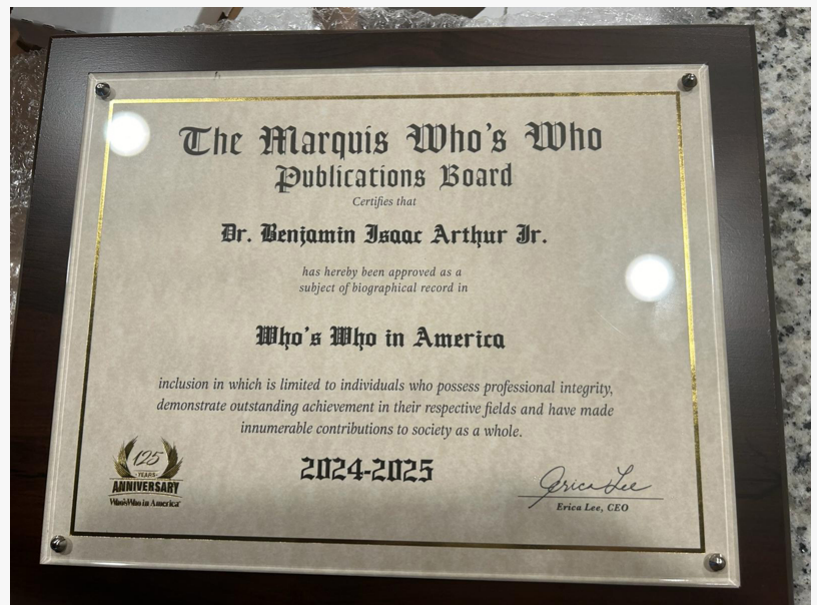 The Marquis Who's Who
Publications Board
Certifies that
Dr. Benjamin Isaac Arthur Jr.
has hereby been approved as a
subject of biographical record in
Who's Who in America
inclusion in which is limited to individuals who possess professional integrity,
demonstrate outstanding achievement in their respective fields and have made
innumerable contributions to society as a whole.
2024-2025
125
YEARS
ANNIVERSARY
Who's Who in America
Erica Lee
Erica Lee, CEO